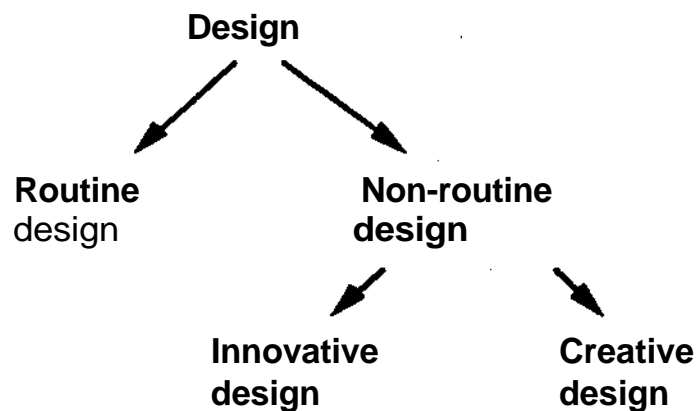 Design
Routine
design
Non-routine
design
Innovative
design
Creative
design